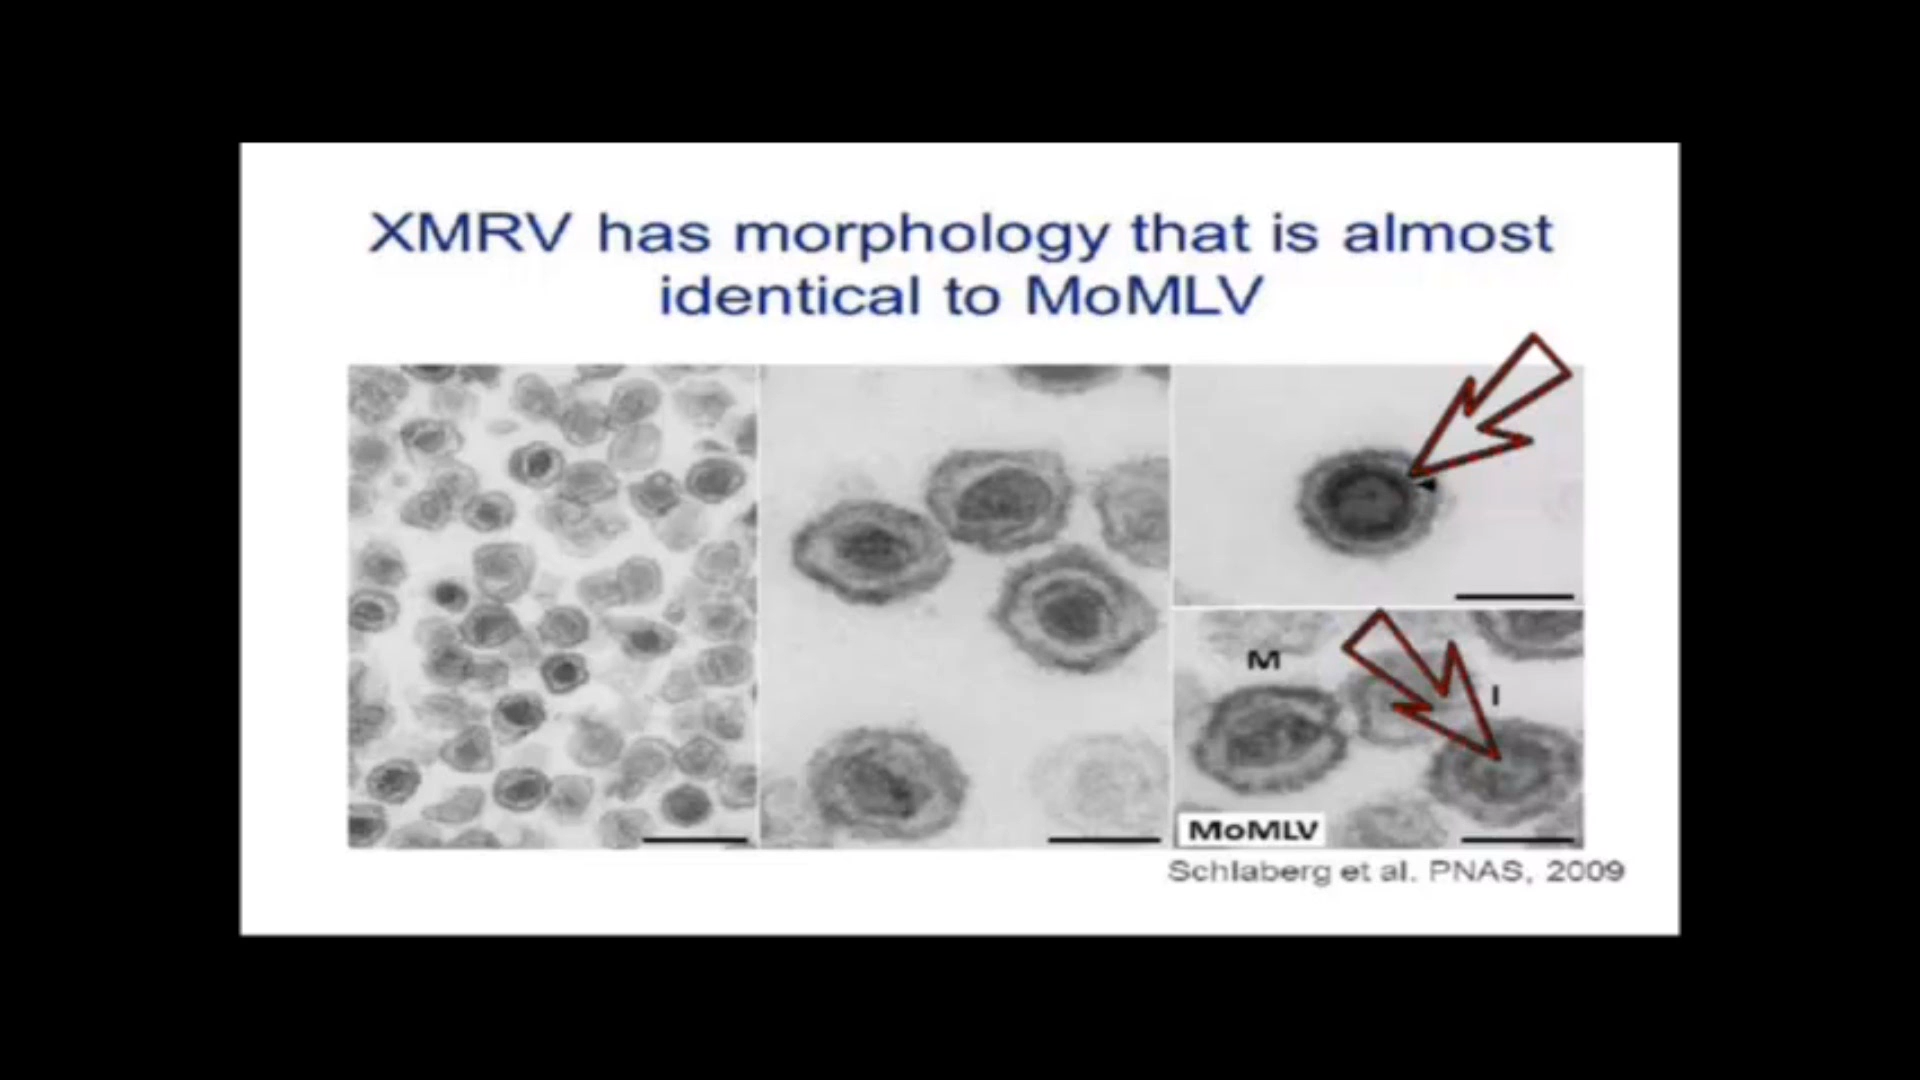 XMRV has morphology that is almost
identical to MoMLV
M
I
MoMLV
Schlaberg et al. PNAS, 2009